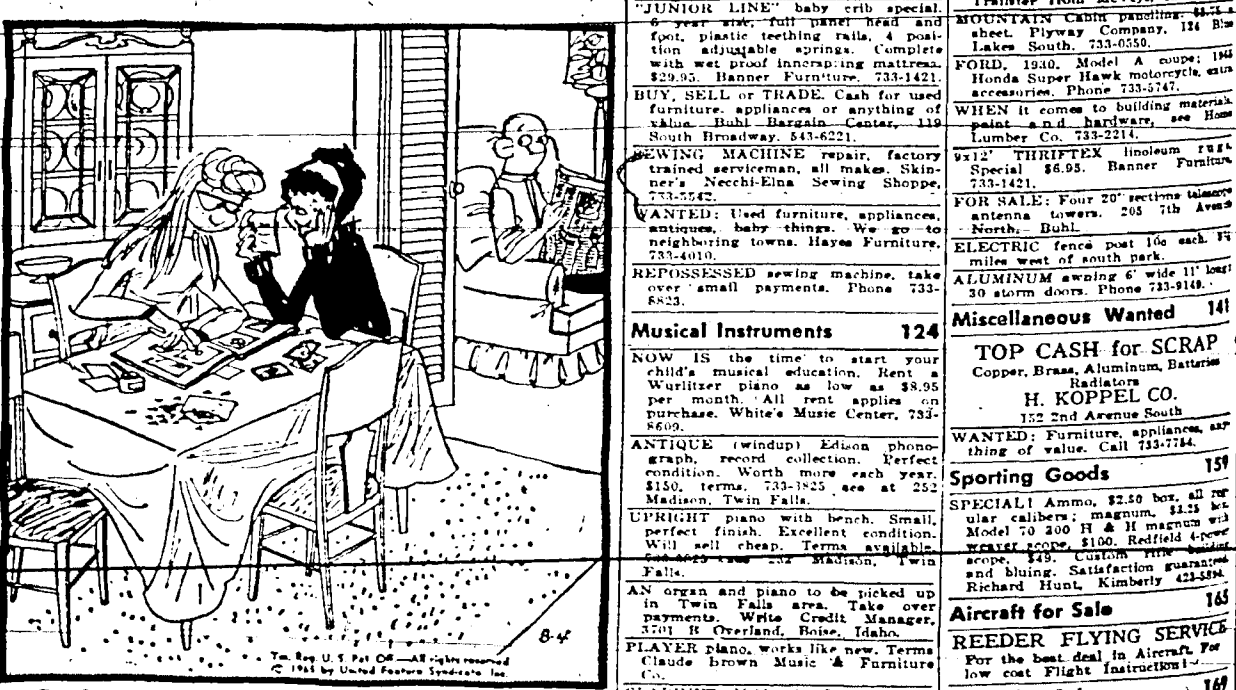 8-4
Tm. Reg. U. S. Pat. Off.—All rights reserved
© 1965 by United Feature Syndicate, Inc.
"JUNIOR LINE" baby crib special.
6 year size, full panel head and
foot, plastic teething rails, 4 posi-
tion adjustable springs. Complete
with wet proof innerspring mattress.
$29.95. Banner Furniture. 733-1421.
BUY, SELL or TRADE. Cash for used
furniture, appliances or anything of
value. Buhl Bargain Center, 119
South Broadway. 543-6221.
SEWING MACHINE repair, factory
trained serviceman, all makes. Skin-
ner's Necchi-Elna Sewing Shoppe,
733-5542.
WANTED: Used furniture, appliances,
antiques, baby things. We go to
neighboring towns. Hayes Furniture,
733-4010.
REPOSSESSED sewing machine, take
over small payments. Phone 733-
5823.
Musical Instruments 124
NOW IS the time to start your
child's musical education. Rent a
Wurlitzer piano as low as $8.95
per month. All rent applies on
purchase. White's Music Center, 733-
8609.
ANTIQUE (windup) Edison phono-
graph, record collection. Perfect
condition. Worth more each year.
$150, terms. 733-3825 see at 252
Madison, Twin Falls.
UPRIGHT piano with bench. Small,
perfect finish. Excellent condition.
Will sell cheap. Terms available.
Madison, Twin
Falls.
AN organ and piano to be picked up
in Twin Falls area. Take over
payments. Write Credit Manager,
3701 B Overland, Boise, Idaho.
PLAYER piano, works like new. Terms
Claude Brown Music & Furniture
Co.
MOUNTAIN Cabin panelling.
sheet. Plyway Company, 124 Blue
Lakes South. 733-0550.
FORD, 1930. Model A coupe; 1965
Honda Super Hawk motorcycle, extra
accessories. Phone 733-5747.
WHEN it comes to building materials,
paint and hardware, see Home
Lumber Co. 733-2214.
9x12' THRIFTEX linoleum rugs.
Special $6.95. Banner Furniture,
733-1421.
FOR SALE: Four 20' sections telescope
antenna towers. 205 7th Avenue
North, Buhl.
ELECTRIC fence post 10c each.
miles west of south park.
ALUMINUM awning 6' wide 11' long;
30 storm doors. Phone 733-9149.
Miscellaneous Wanted 141
TOP CASH for SCRAP
Copper, Brass, Aluminum, Batteries
Radiators
H. KOPPEL CO.
152 2nd Avenue South
WANTED: Furniture, appliances, any-
thing of value. Call 733-7754.
Sporting Goods 159
SPECIAL! Ammo, $2.50 box, all reg-
ular calibers; magnum, $3.25 box.
Model 70 300 H & H magnum with
weaver scope, $100. Redfield 4-power
scope, $49. Custom rifle building
and bluing. Satisfaction guaranteed
Richard Hunt, Kimberly 423-5894.
Aircraft for Sale 165
REEDER FLYING SERVICE
For the best deal in Aircraft. For
low cost Flight Instruction!
169